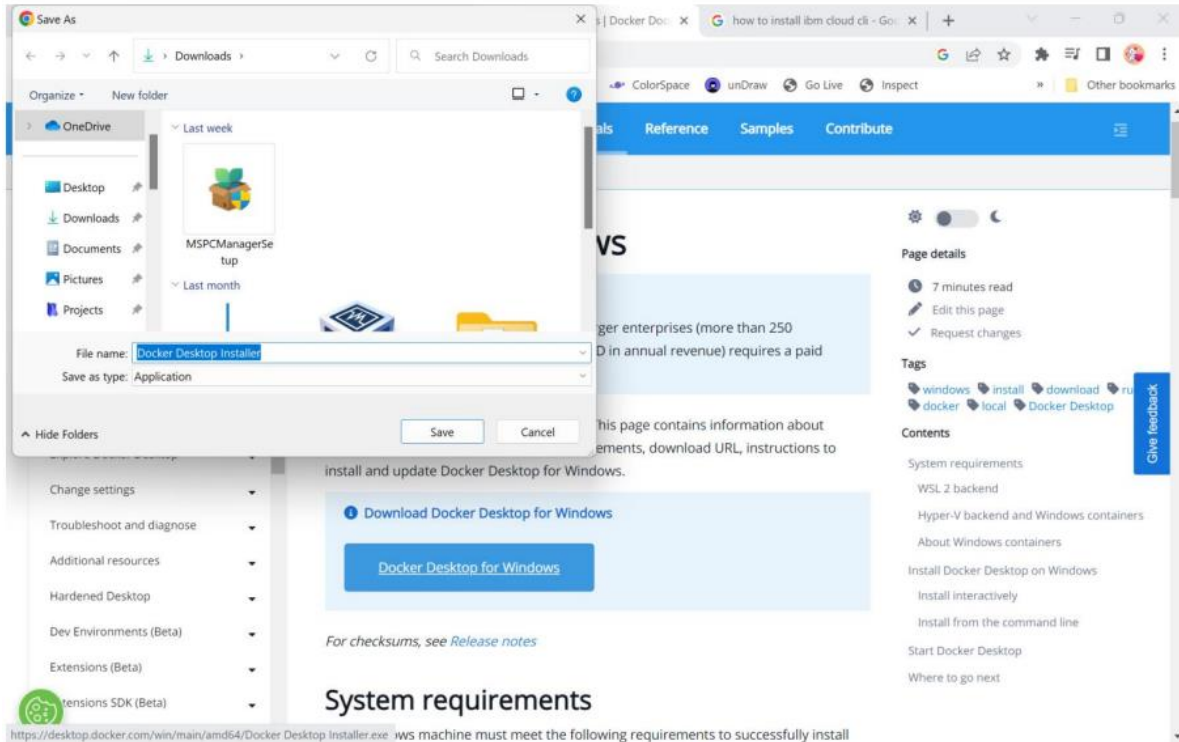 Save As
s | Docker Doc
how to install ibm cloud cli - Goo
Downloads
Search Downloads
Organize
New folder
ColorSpace
unDraw
Go Live
Inspect
»
Other bookmarks
OneDrive
Desktop
Downloads
Documents
Pictures
Projects
Last week
MSPCManagerSe
tup
Last month
File name: Docker Desktop Installer
Save as type: Application
Hide Folders
Save
Cancel
als
Reference
Samples
Contribute
ws
ger enterprises (more than 250
D in annual revenue) requires a paid
his page contains information about
ements, download URL, instructions to
install and update Docker Desktop for Windows.
Download Docker Desktop for Windows
Docker Desktop for Windows
For checksums, see Release notes
System requirements
ws machine must meet the following requirements to successfully install
Explore Docker Desktop
Change settings
Troubleshoot and diagnose
Additional resources
Hardened Desktop
Dev Environments (Beta)
Extensions (Beta)
tensions SDK (Beta)
https://desktop.docker.com/win/main/amd64/Docker Desktop Installer.exe
Page details
7 minutes read
Edit this page
Request changes
Tags
windows install download ru
docker local Docker Desktop
Contents
System requirements
WSL 2 backend
Hyper-V backend and Windows containers
About Windows containers
Install Docker Desktop on Windows
Install interactively
Install from the command line
Start Docker Desktop
Where to go next
Give feedback